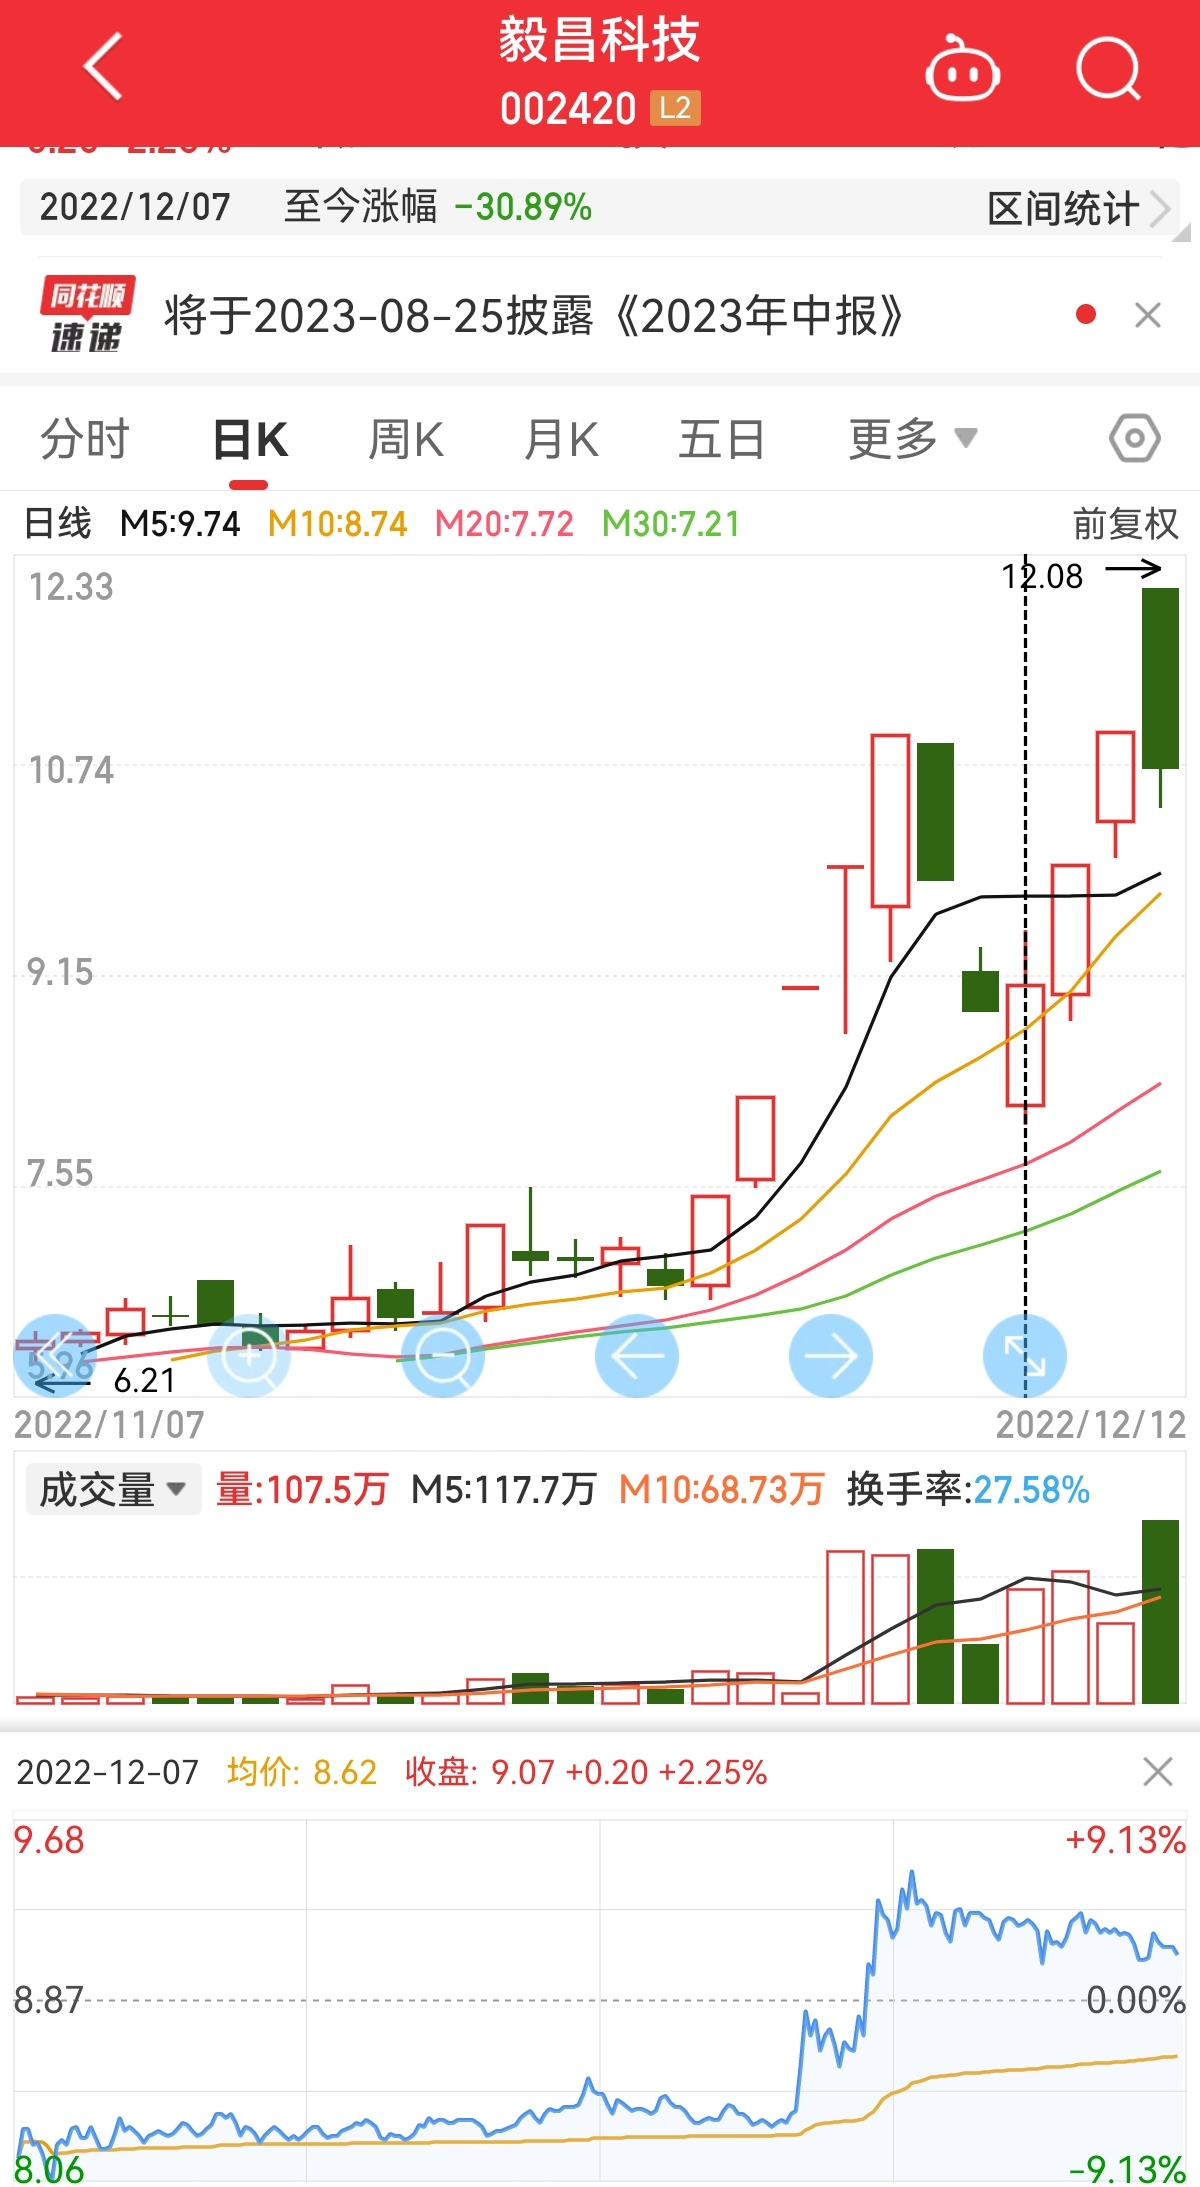 毅昌科技
002420 L2
2022/12/07 至今涨幅 -30.89% 区间统计
同花顺
速递
将于2023-08-25披露《2023年中报》
分时 日K 周K 月K 五日 更多
日线 M5:9.74 M10:8.74 M20:7.72 M30:7.21 前复权
12.33
12.08
10.74
9.15
7.55
5.96
6.21
2022/11/07 2022/12/12
成交量 量:107.5万 M5:117.7万 M10:68.73万 换手率:27.58%
2022-12-07 均价: 8.62 收盘: 9.07 +0.20 +2.25%
9.68 +9.13%
8.87 0.00%
8.06 -9.13%